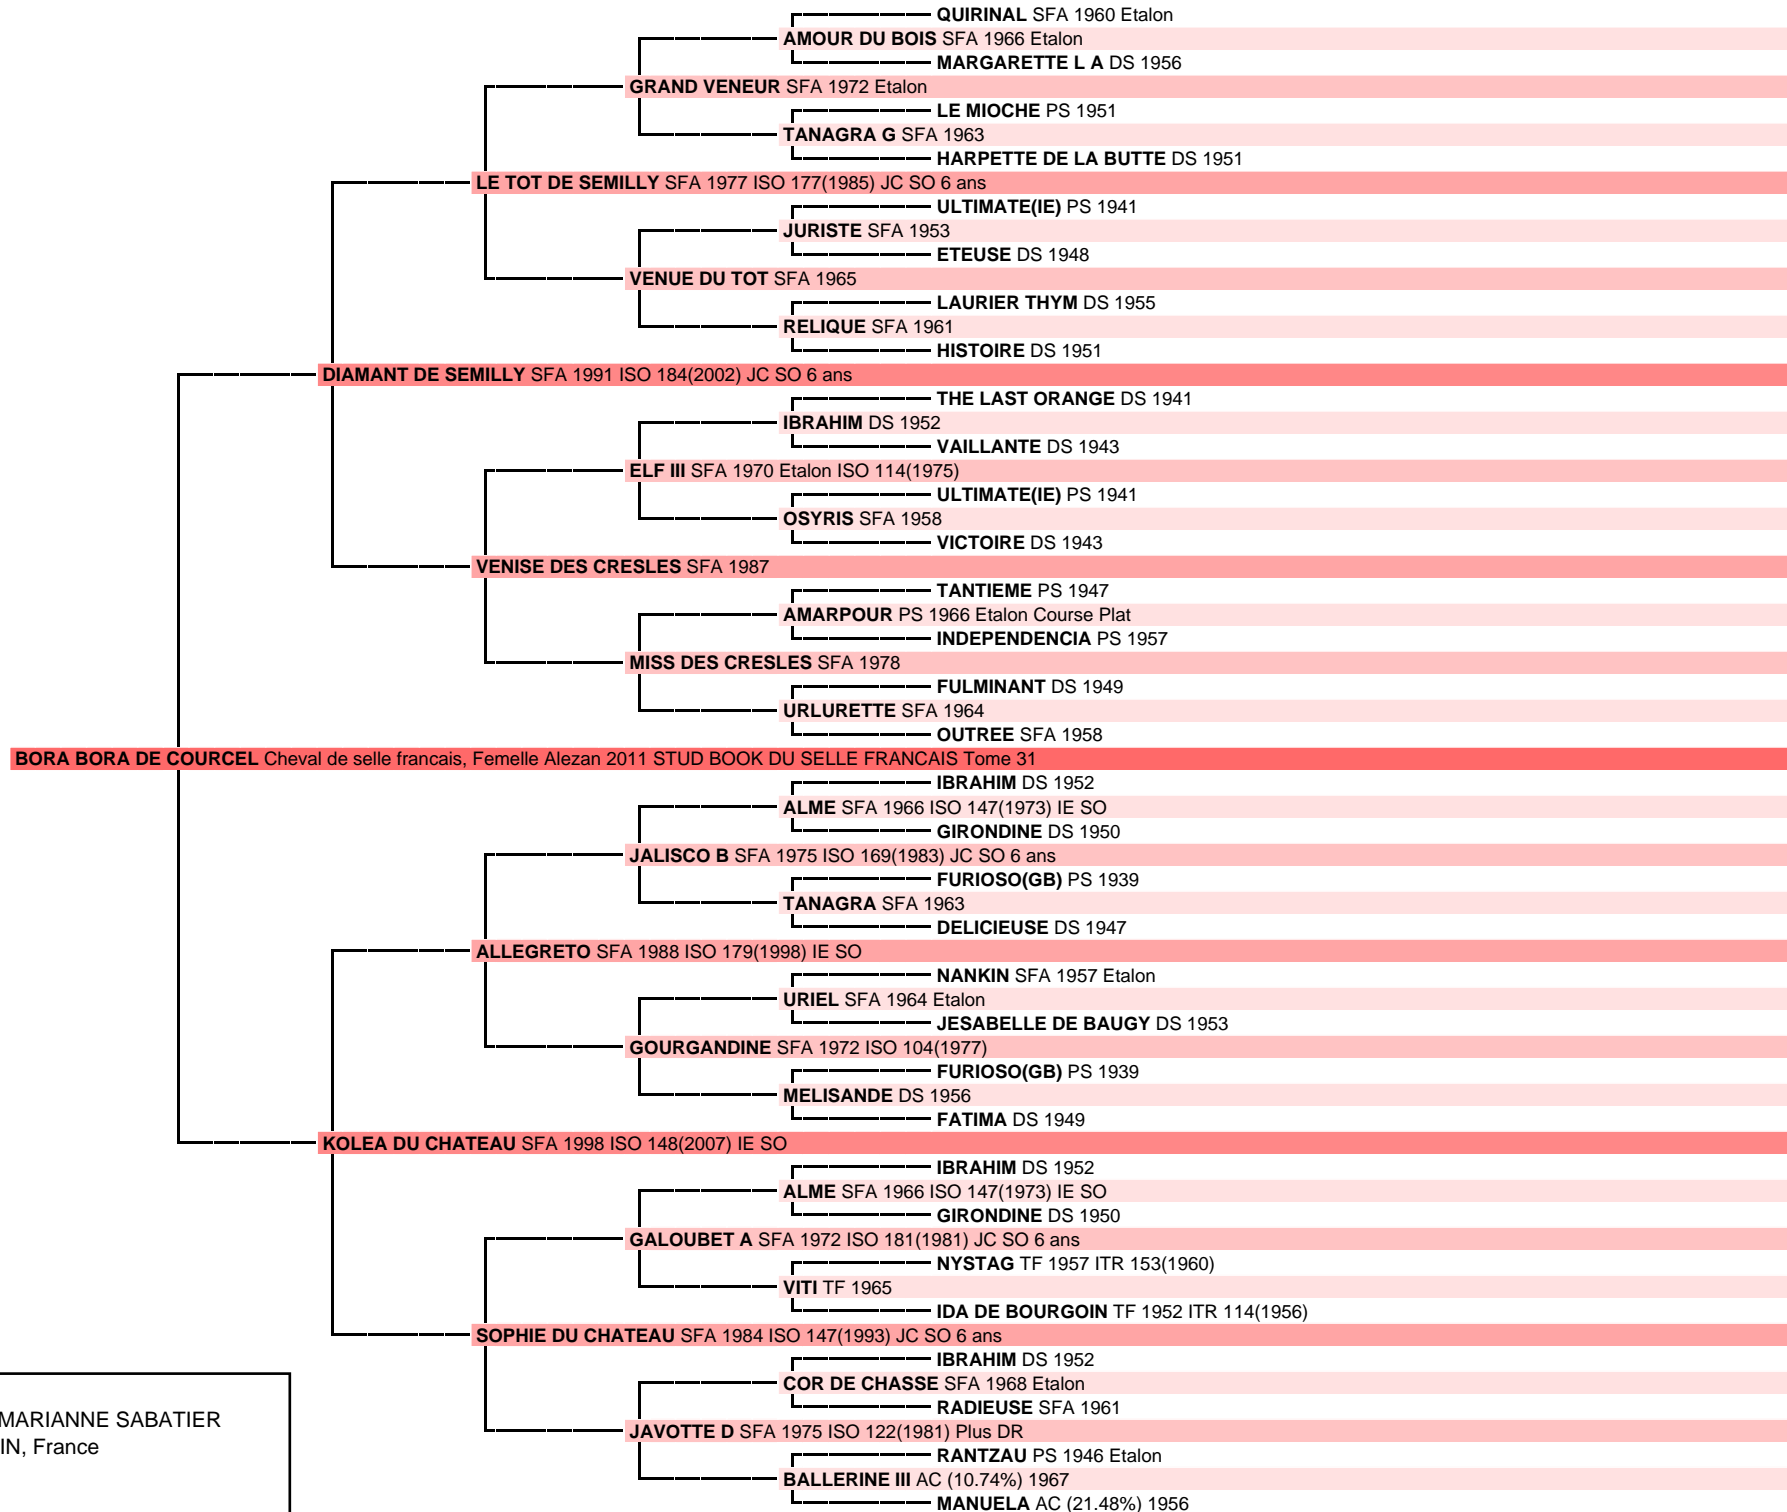 QUIRINAL SFA 1960 Etalon
AMOUR DU BOIS SFA 1966 Etalon
MARGARETTE L A DS 1956
GRAND VENEUR SFA 1972 Etalon
LE MIOCHE PS 1951
TANAGRA G SFA 1963
HARPETTE DE LA BUTTE DS 1951
LE TOT DE SEMILLY SFA 1977 ISO 177(1985) JC SO 6 ans
ULTIMATE(IE) PS 1941
JURISTE SFA 1953
ETEUSE DS 1948
VENUE DU TOT SFA 1965
LAURIER THYM DS 1955
RELIQUE SFA 1961
HISTOIRE DS 1951
DIAMANT DE SEMILLY SFA 1991 ISO 184(2002) JC SO 6 ans
THE LAST ORANGE DS 1941
IBRAHIM DS 1952
VAILLANTE DS 1943
ELF III SFA 1970 Etalon ISO 114(1975)
ULTIMATE(IE) PS 1941
OSYRIS SFA 1958
VICTOIRE DS 1943
VENISE DES CRESLES SFA 1987
TANTIEME PS 1947
AMARPOUR PS 1966 Etalon Course Plat
INDEPENDENCIA PS 1957
MISS DES CRESLES SFA 1978
FULMINANT DS 1949
URLURETTE SFA 1964
OUTREE SFA 1958
BORA BORA DE COURCEL Cheval de selle francais, Femelle Alezan 2011 STUD BOOK DU SELLE FRANCAIS Tome 31
IBRAHIM DS 1952
ALME SFA 1966 ISO 147(1973) IE SO
GIRONDINE DS 1950
JALISCO B SFA 1975 ISO 169(1983) JC SO 6 ans
FURIOSO(GB) PS 1939
TANAGRA SFA 1963
DELICIEUSE DS 1947
ALLEGRETO SFA 1988 ISO 179(1998) IE SO
NANKIN SFA 1957 Etalon
URIEL SFA 1964 Etalon
JESABELLE DE BAUGY DS 1953
GOURGANDINE SFA 1972 ISO 104(1977)
FURIOSO(GB) PS 1939
MELISANDE DS 1956
FATIMA DS 1949
KOLEA DU CHATEAU SFA 1998 ISO 148(2007) IE SO
IBRAHIM DS 1952
ALME SFA 1966 ISO 147(1973) IE SO
GIRONDINE DS 1950
GALOUBET A SFA 1972 ISO 181(1981) JC SO 6 ans
NYSTAG TF 1957 ITR 153(1960)
VITI TF 1965
IDA DE BOURGOIN TF 1952 ITR 114(1956)
SOPHIE DU CHATEAU SFA 1984 ISO 147(1993) JC SO 6 ans
IBRAHIM DS 1952
COR DE CHASSE SFA 1968 Etalon
RADIEUSE SFA 1961
JAVOTTE D SFA 1975 ISO 122(1981) Plus DR
RANTZAU PS 1946 Etalon
BALLERINE III AC (10.74%) 1967
MANUELA AC (21.48%) 1956
MARIANNE SABATIER
IN, France